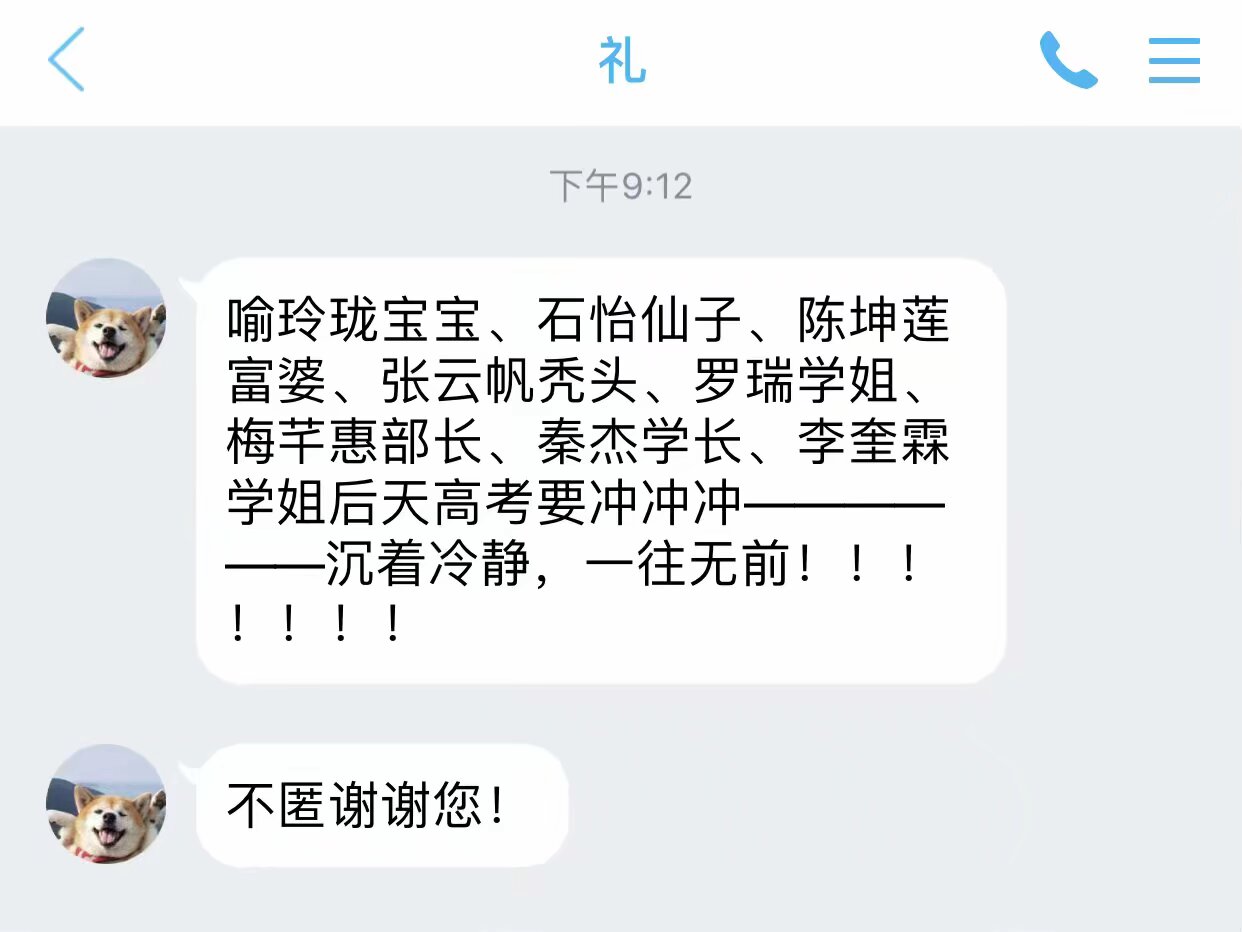 礼
下午9:12
喻玲珑宝宝、石怡仙子、陈坤莲
富婆、张云帆秃头、罗瑞学姐、
梅芊惠部长、秦杰学长、李奎霖
学姐后天高考要冲冲冲————
——沉着冷静，一往无前！！！
！！！！
不匿谢谢您！